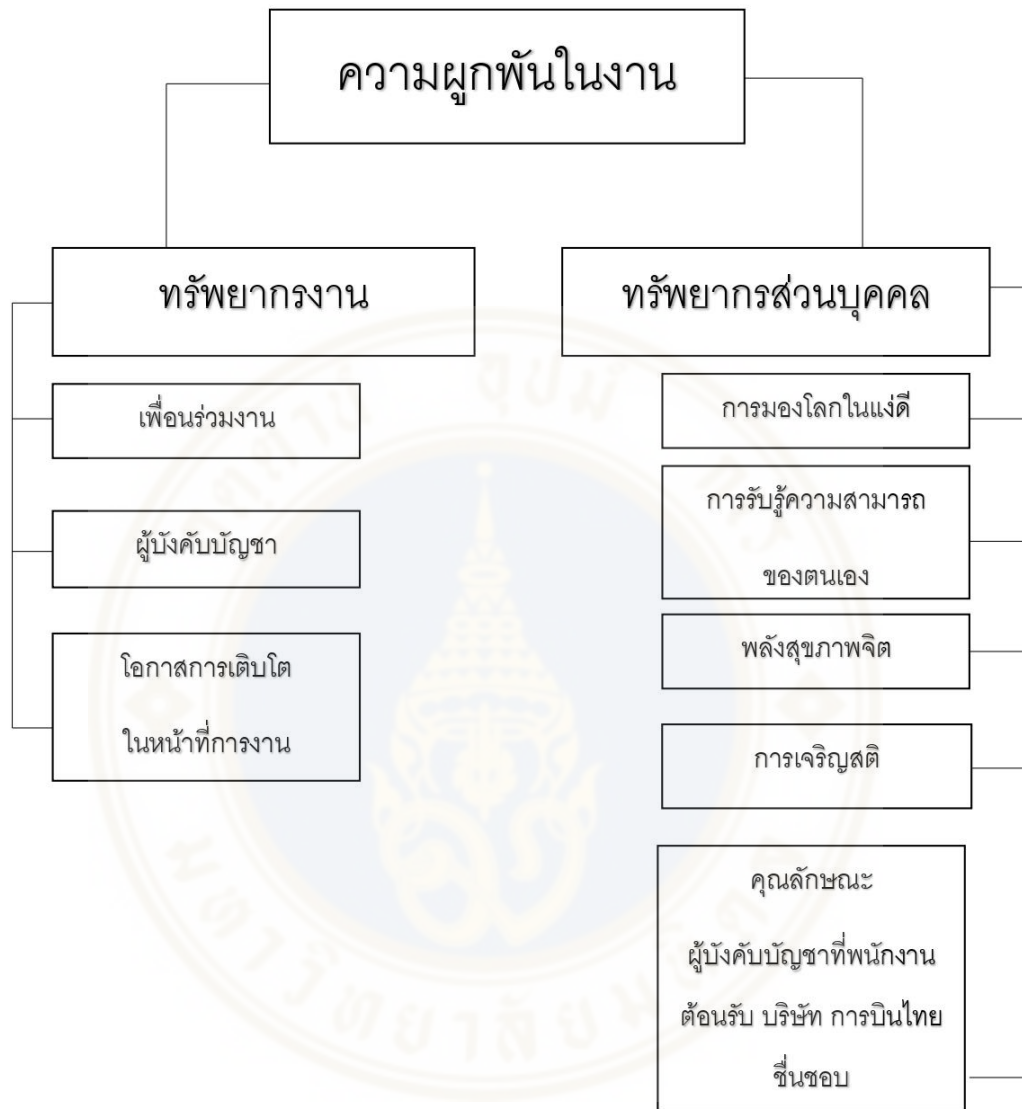 ความผูกพันในงาน
ทรัพยากรงาน
เพื่อนร่วมงาน
ผู้บังคับบัญชา
โอกาสการเติบโต
ในหน้าที่การงาน
ทรัพยากรส่วนบุคคล
การมองโลกในแง่ดี
การรับรู้ความสามารถ
ของตนเอง
พลังสุขภาพจิต
การเจริญสติ
คุณลักษณะ
ผู้บังคับบัญชาที่พนักงาน
ต้อนรับ บริษัท การบินไทย
ชื่นชอบ